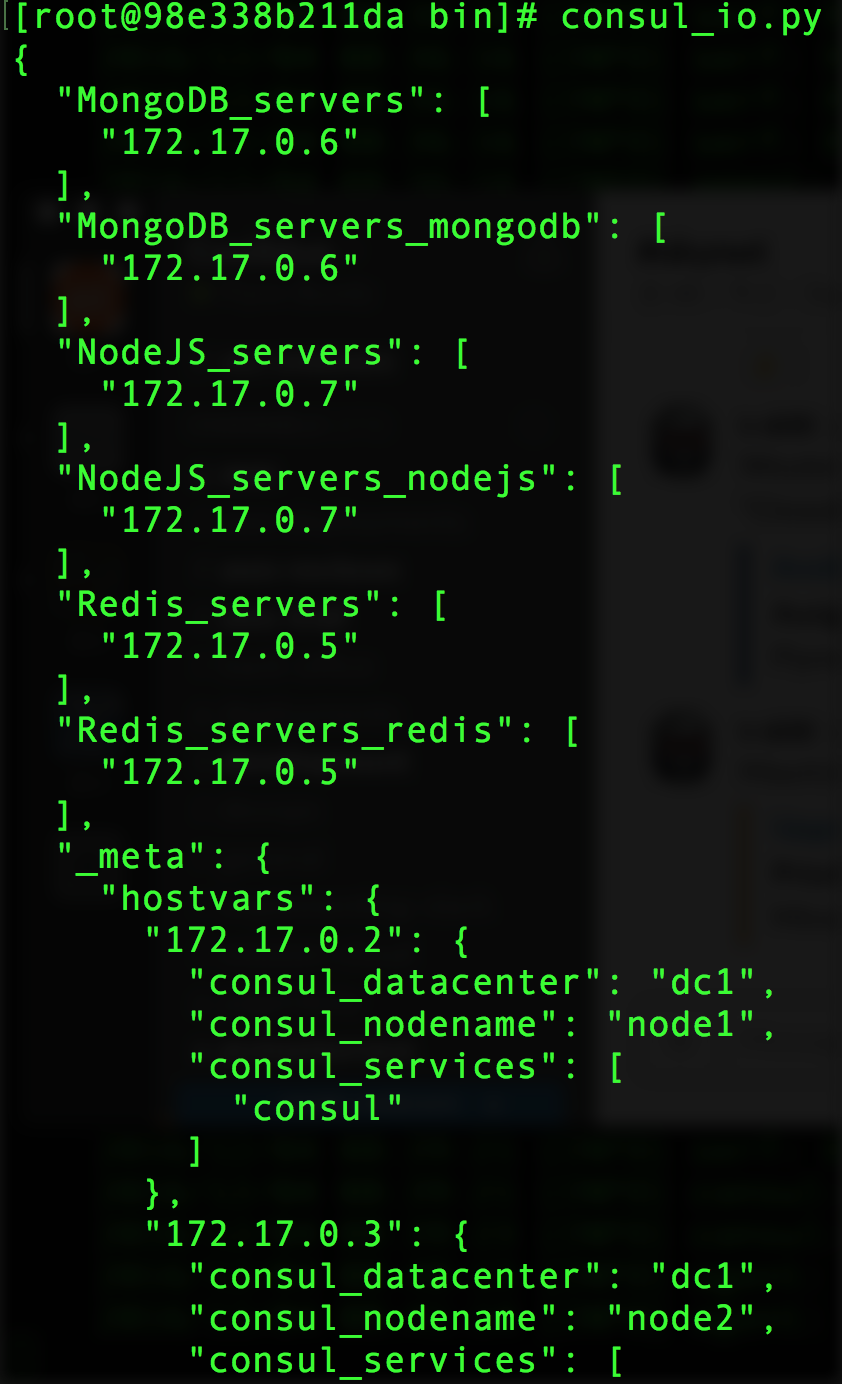 [[root@98e338b211da bin]# consul_io.py
{
  "MongoDB_servers": [
    "172.17.0.6"
  ],
  "MongoDB_servers_mongodb": [
    "172.17.0.6"
  ],
  "NodeJS_servers": [
    "172.17.0.7"
  ],
  "NodeJS_servers_nodejs": [
    "172.17.0.7"
  ],
  "Redis_servers": [
    "172.17.0.5"
  ],
  "Redis_servers_redis": [
    "172.17.0.5"
  ],
  "_meta": {
    "hostvars": {
      "172.17.0.2": {
        "consul_datacenter": "dc1",
        "consul_nodename": "node1",
        "consul_services": [
          "consul"
        ]
      },
      "172.17.0.3": {
        "consul_datacenter": "dc1",
        "consul_nodename": "node2",
        "consul_services": [